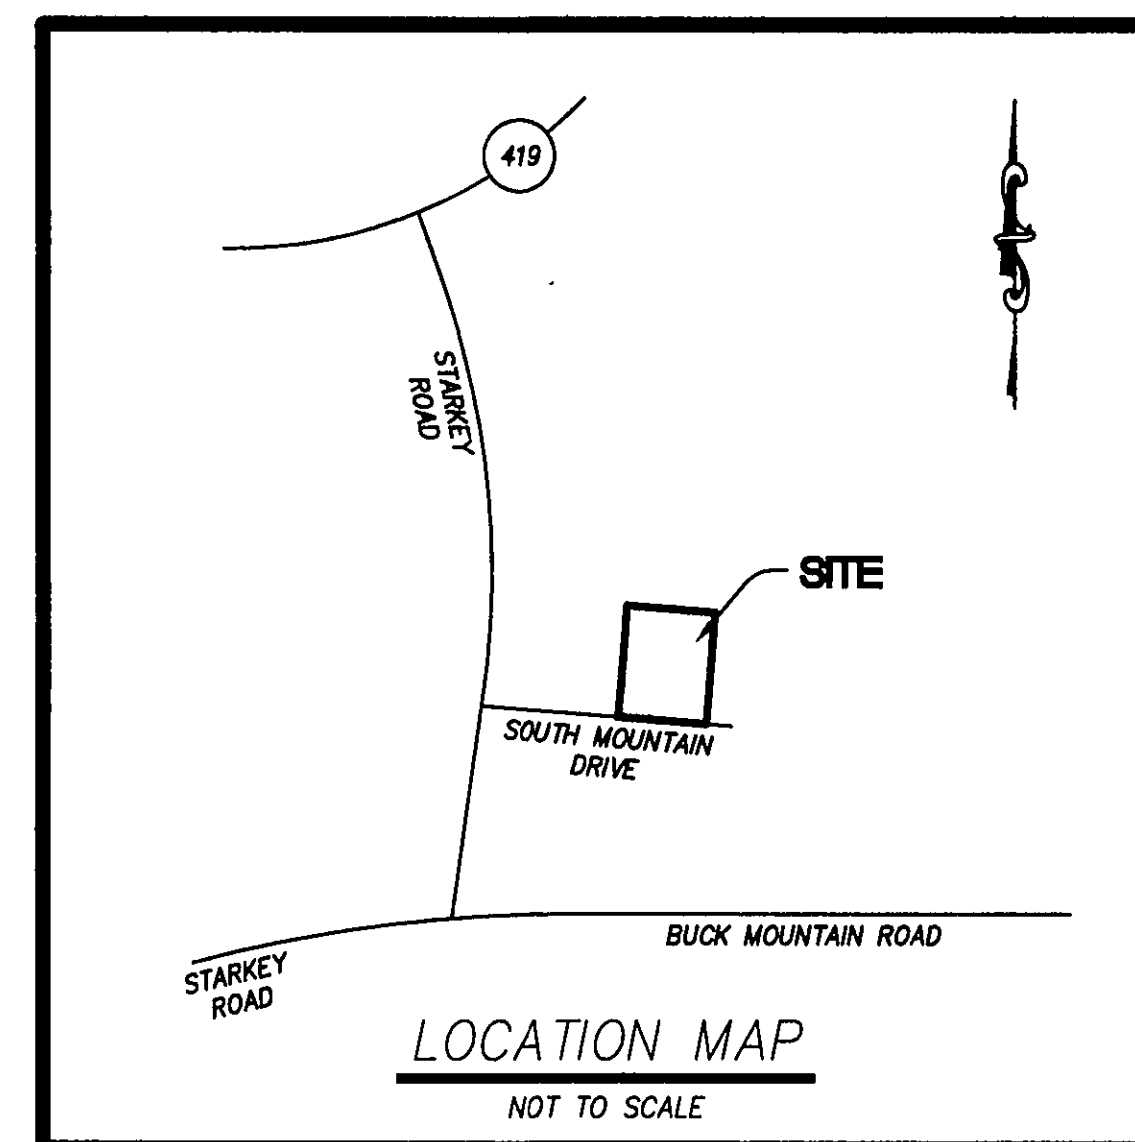 419
STARKEY
ROAD
SITE
SOUTH MOUNTAIN
DRIVE
BUCK MOUNTAIN ROAD
STARKEY
ROAD
LOCATION MAP
NOT TO SCALE